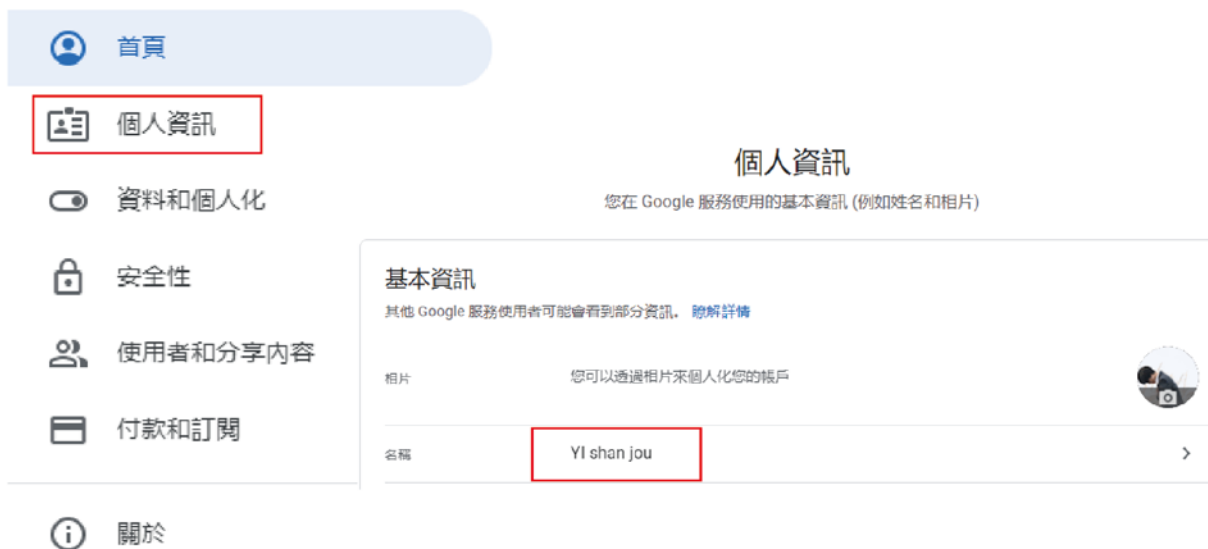 首頁
個人資訊
資料和個人化
安全性
使用者和分享內容
付款和訂閱
關於
個人資訊
您在 Google 服務使用的基本資訊 (例如姓名和相片)
基本資訊
其他 Google 服務使用者可能會看到部分資訊。 瞭解詳情
相片 您可以透過相片來個人化您的帳戶
名稱 YI shan jou